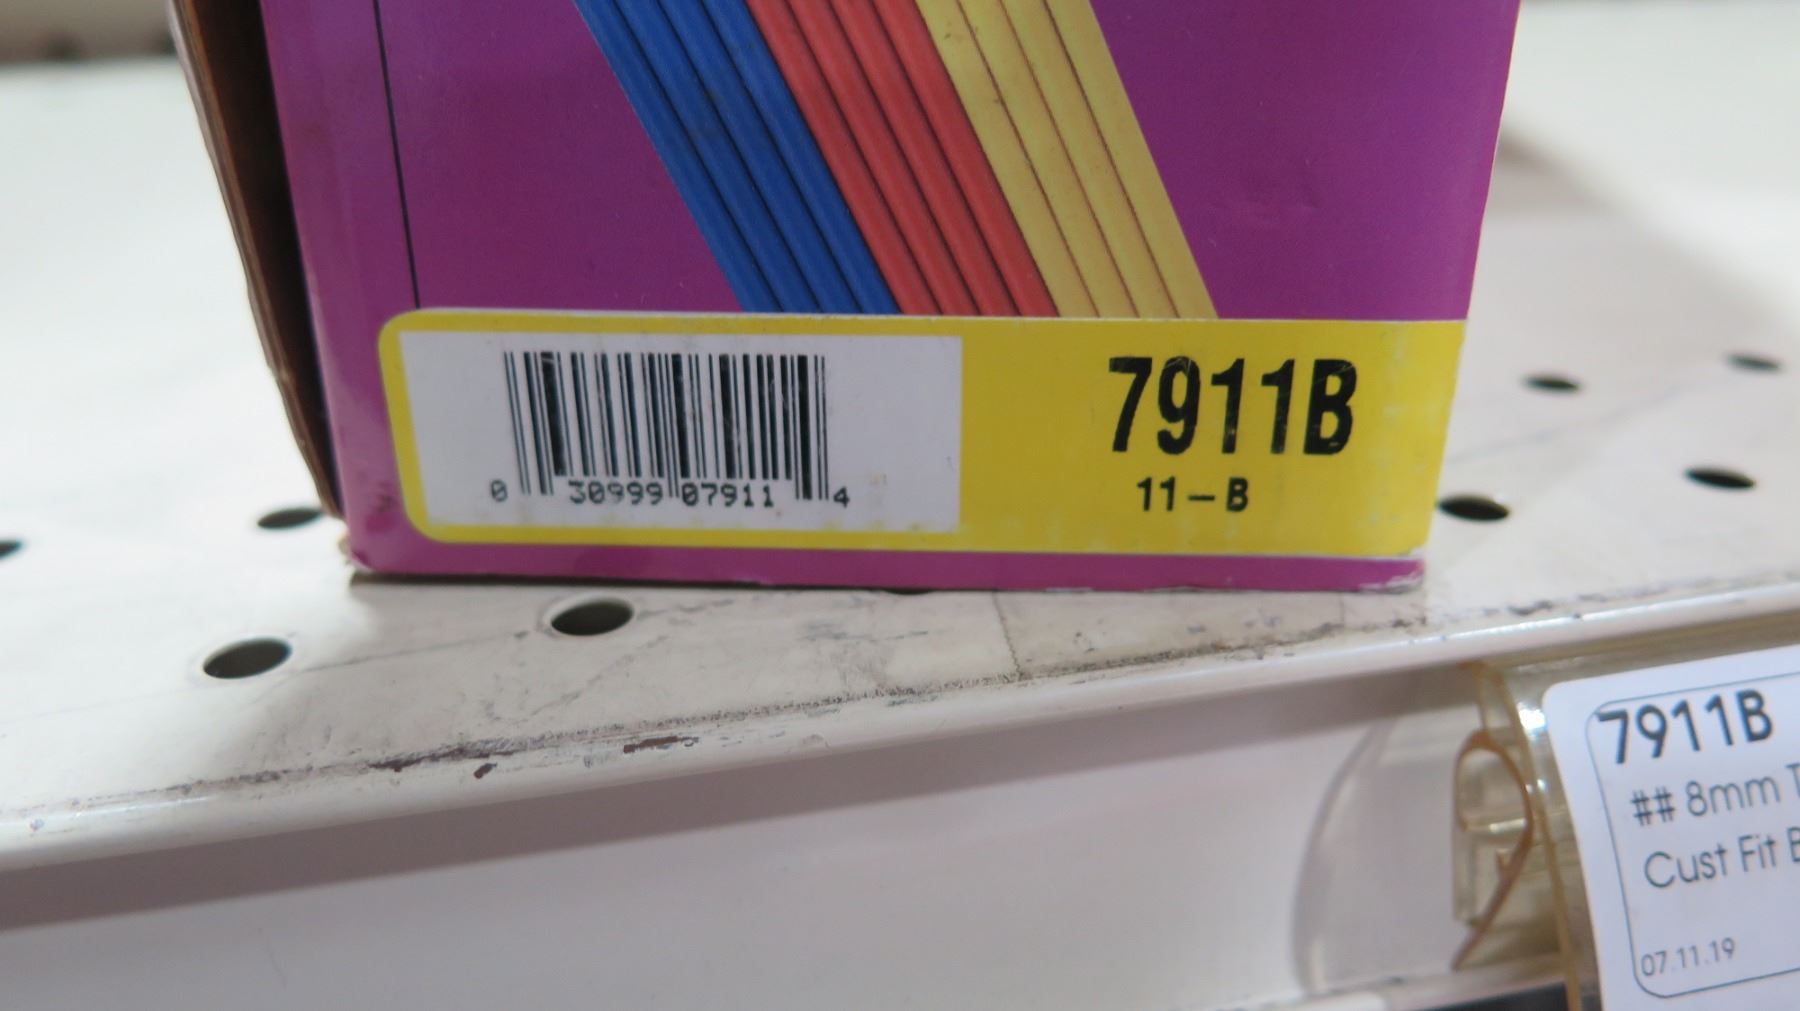 7911B
11-B
0 30999 07911 4
7911B
## 8mm
Cust Fit
07.11.19